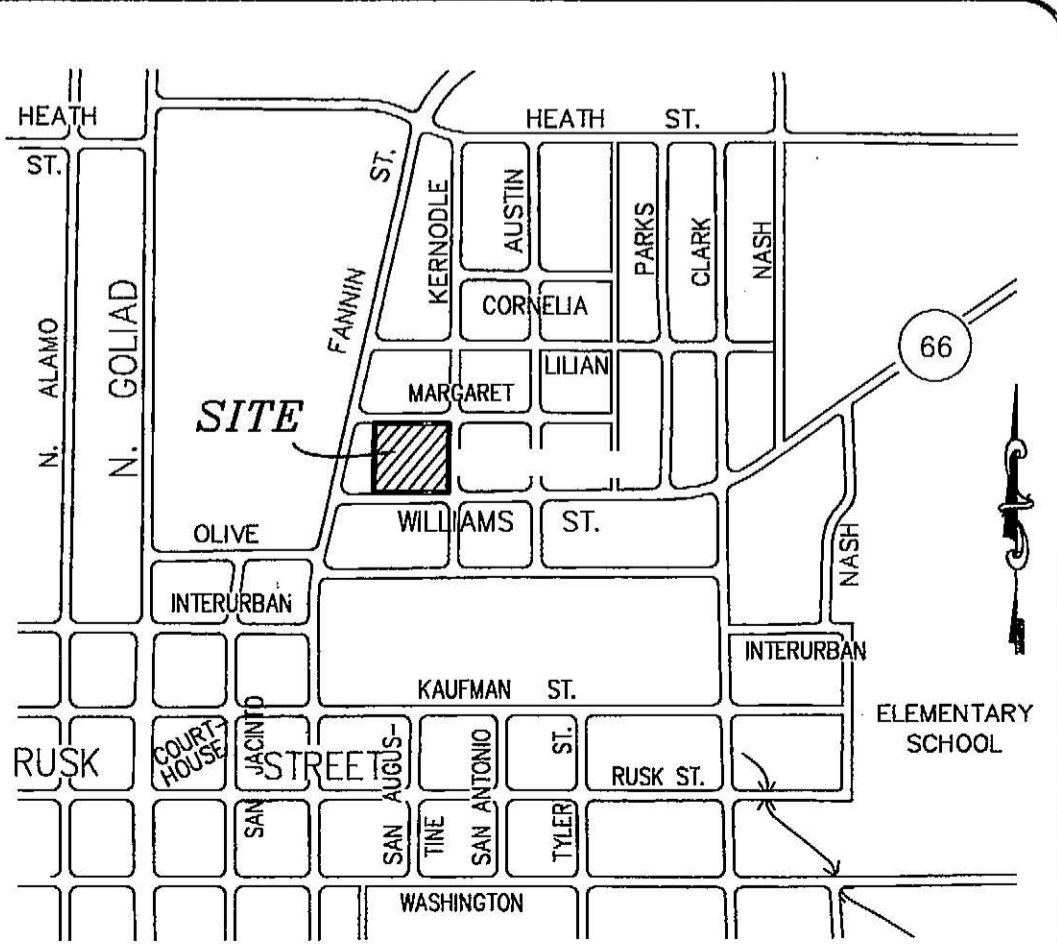 HEATH
ST.
HEATH ST.
ST.
FANNIN
KERNODLE
AUSTIN
PARKS
CLARK
NASH
CORNELIA
N. ALAMO
N. GOLIAD
66
LILIAN
MARGARET
SITE
WILLIAMS ST.
OLIVE
NASH
INTERURBAN
INTERURBAN
KAUFMAN ST.
ELEMENTARY
SCHOOL
COURT-
HOUSE
RUSK STREET
SAN JACINTO
SAN AUGUS-
TINE
SAN ANTONIO
TYLER ST.
RUSK ST.
WASHINGTON